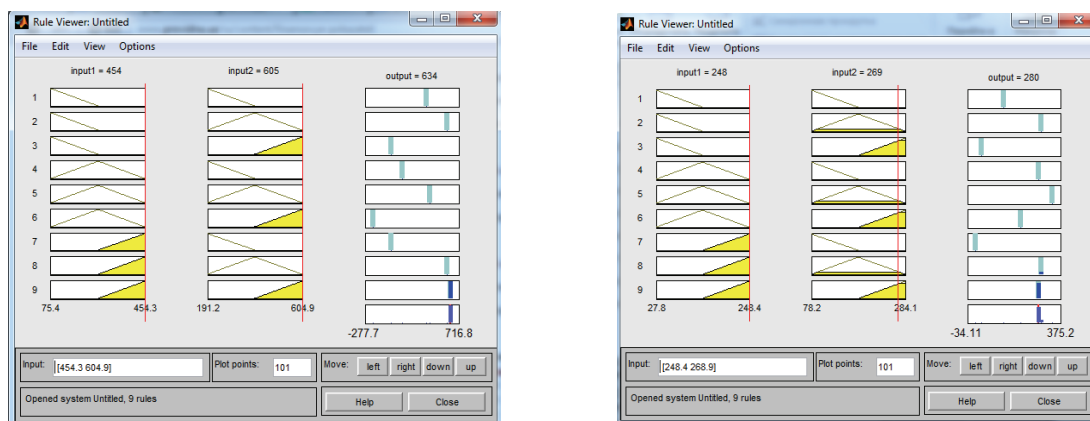 Rule Viewer: Untitled
File Edit View Options
input1 = 454 input2 = 605 output = 634
1
2
3
4
5
6
7
8
9
75.4 454.3 191.2 604.9
-277.7 716.8
Input: [454.3 604.9] Plot points: 101 Move: left right down up
Opened system Untitled, 9 rules Help Close
Rule Viewer: Untitled
File Edit View Options
input1 = 248 input2 = 269 output = 280
1
2
3
4
5
6
7
8
9
27.8 248.4 78.2 284.1
-34.11 375.2
Input: [248.4 268.9] Plot points: 101 Move: left right down up
Opened system Untitled, 9 rules Help Close